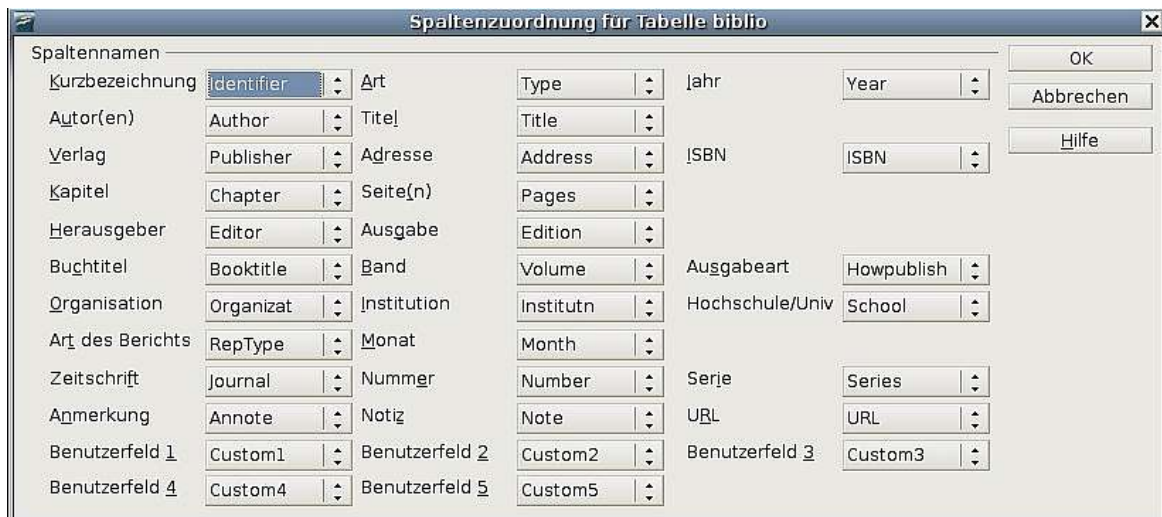 Spaltenzuordnung für Tabelle biblio
Spaltennamen
OK
Kurzbezeichnung Identifier Art Type Jahr Year
Abbrechen
Autor(en) Author Titel Title
Hilfe
Verlag Publisher Adresse Address ISBN ISBN
Kapitel Chapter Seite(n) Pages
Herausgeber Editor Ausgabe Edition
Buchtitel Booktitle Band Volume Ausgabeart Howpublish
Organisation Organizat Institution Institutn Hochschule/Univ School
Art des Berichts RepType Monat Month
Zeitschrift Journal Nummer Number Serie Series
Anmerkung Annote Notiz Note URL URL
Benutzerfeld 1 Custom1 Benutzerfeld 2 Custom2 Benutzerfeld 3 Custom3
Benutzerfeld 4 Custom4 Benutzerfeld 5 Custom5